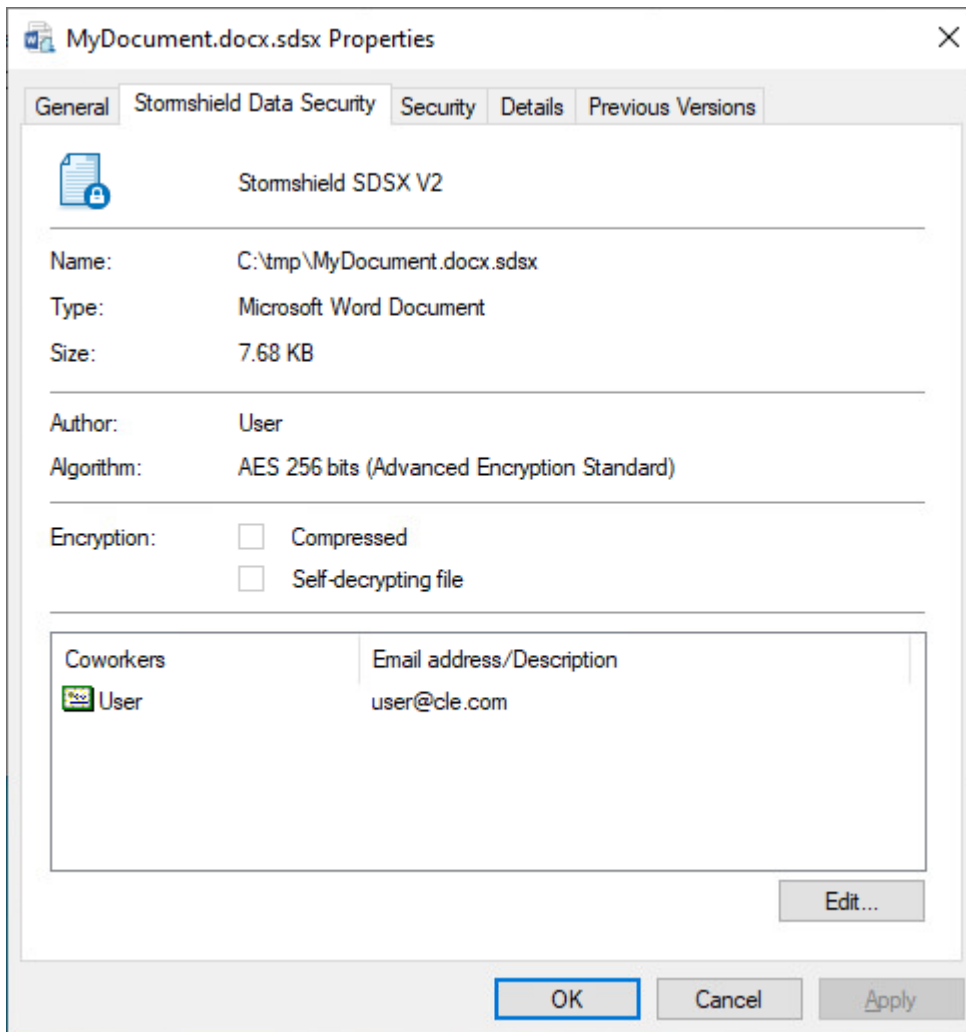 MyDocument.docx.sdsx Properties
General Stormshield Data Security Security Details Previous Versions
Stormshield SDSX V2
Name: C:\tmp\MyDocument.docx.sdsx
Type: Microsoft Word Document
Size: 7.68 KB
Author: User
Algorithm: AES 256 bits (Advanced Encryption Standard)
Encryption: Compressed
Self-decrypting file
Coworkers Email address/Description
User user@cle.com
Edit...
OK Cancel Apply